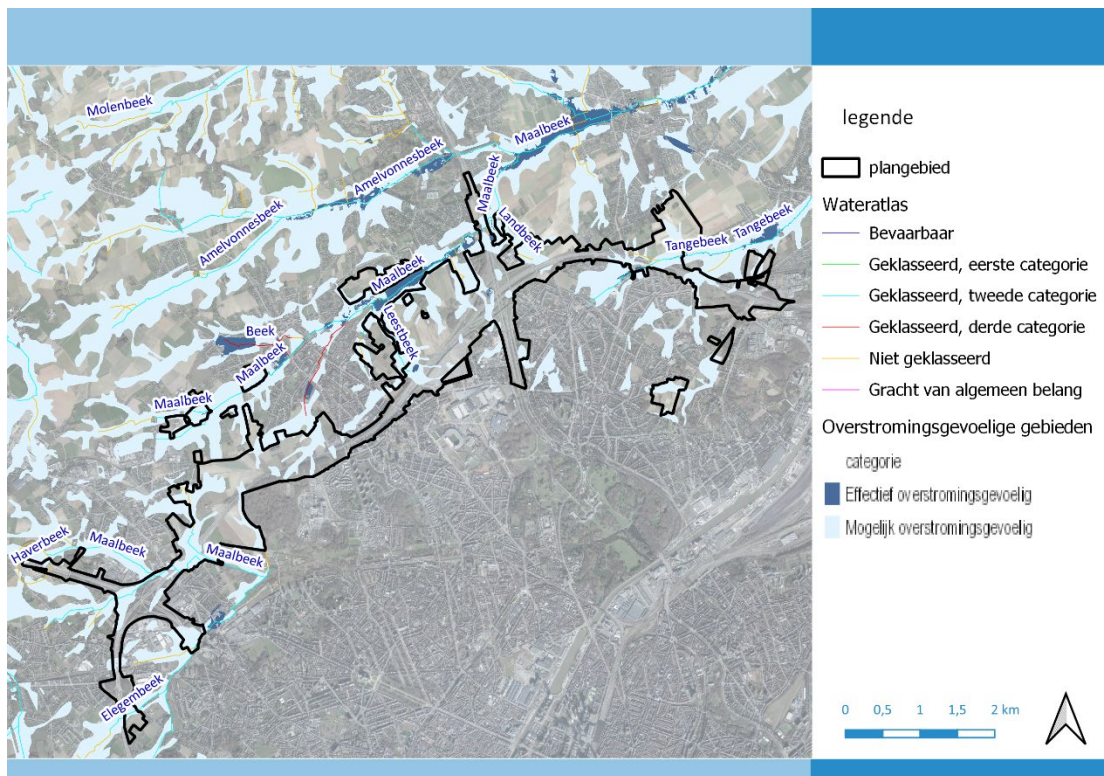 Molenbeek
Maalbeek
Amelvonnesbeek
Maalbeek
Amelvonnesbeek
Landbeek
Tangebeek
Tangebeek
Maalbeek
Beek
Leestbeek
Maalbeek
Maalbeek
Haverbeek
Maalbeek
Maalbeek
Elegembeek
legende
plangebied
Wateratlas
Bevaarbaar
Geklasseerd, eerste categorie
Geklasseerd, tweede categorie
Geklasseerd, derde categorie
Niet geklasseerd
Gracht van algemeen belang
Overstromingsgevoelige gebieden
categorie
Effectief overstromingsgevoelig
Mogelijk overstromingsgevoelig
0 0,5 1 1,5 2 km